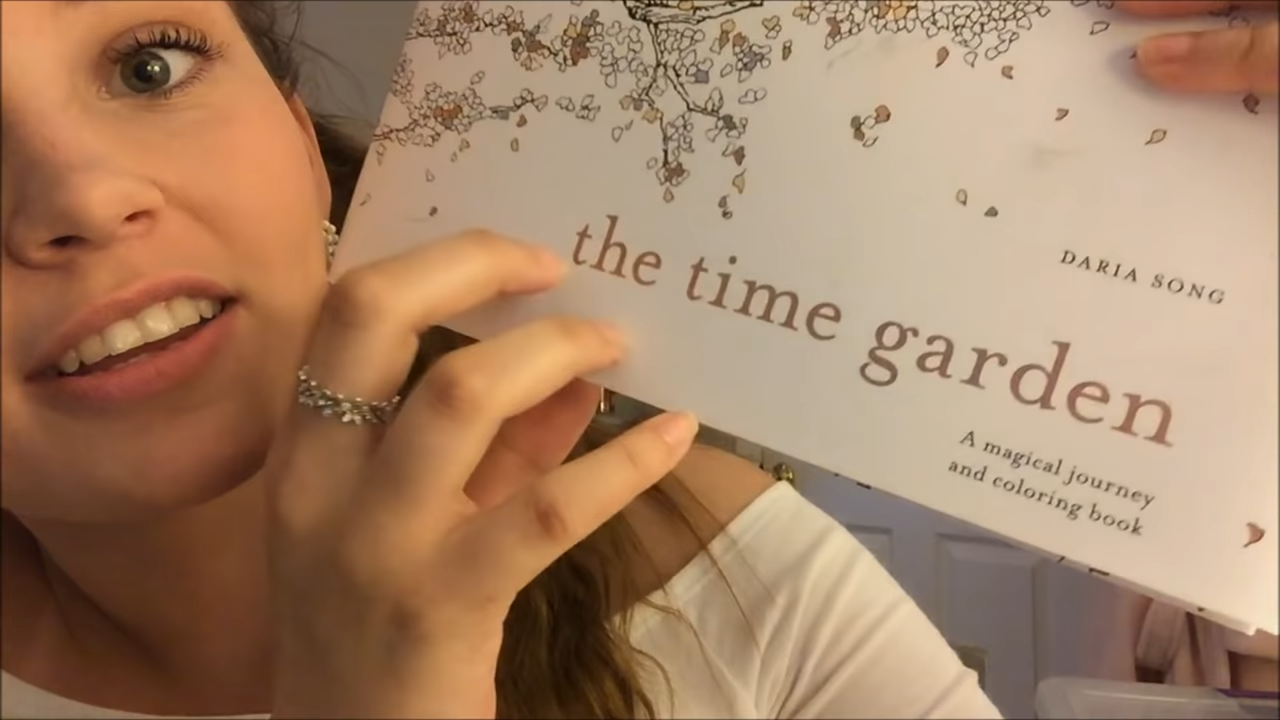 DARIA SONG
the time garden
A magical journey
and coloring book